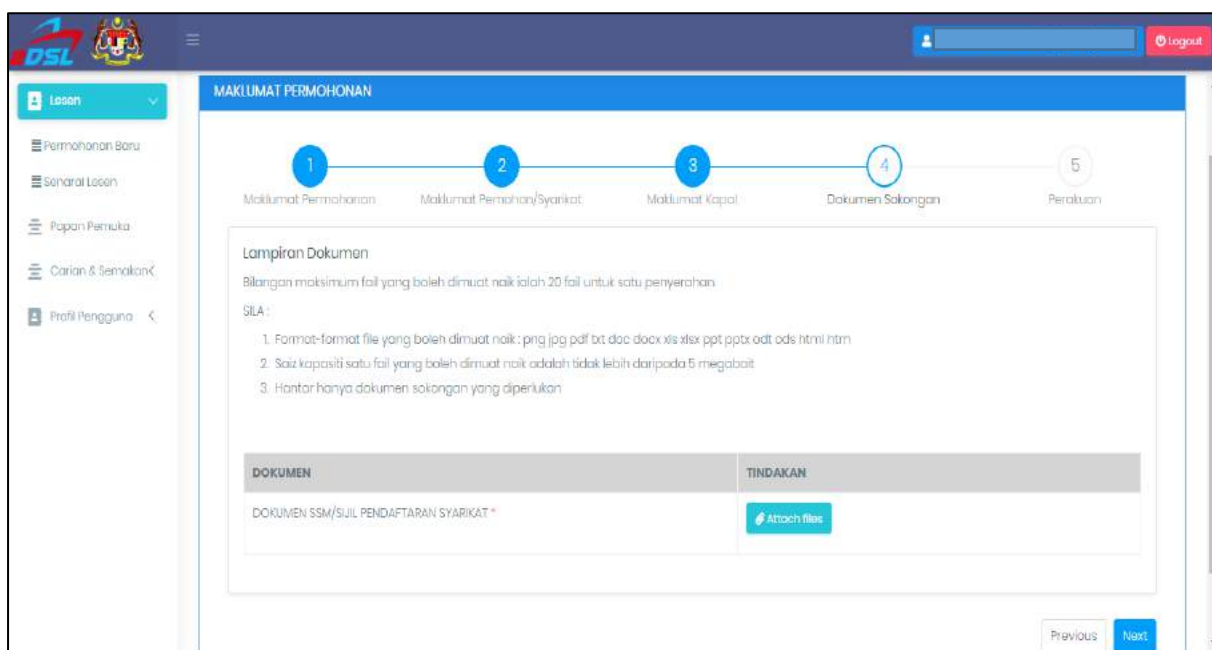 DSL
Logout
Lesen
MAKLUMAT PERMOHONAN
Permohonan Baru
Senarai Lesen
Papan Pemuka
Carian & Semakan
Profil Pengguna
1
2
3
4
5
Maklumat Permohonan
Maklumat Pemohon/Syarikat
Maklumat Kapal
Dokumen Sokongan
Perakuan
Lampiran Dokumen
Bilangan maksimum fail yang boleh dimuat naik ialah 20 fail untuk satu penyerahan
SILA :
1. Format-format file yang boleh dimuat naik : png jpg pdf txt doc docx xls xlsx ppt pptx odt ods html htm
2. Saiz kapasiti satu fail yang boleh dimuat naik adalah tidak lebih daripada 5 megabait
3. Hantar hanya dokumen sokongan yang diperlukan
DOKUMEN TINDAKAN
DOKUMEN SSM/SIJIL PENDAFTARAN SYARIKAT * Attach files
Previous Next